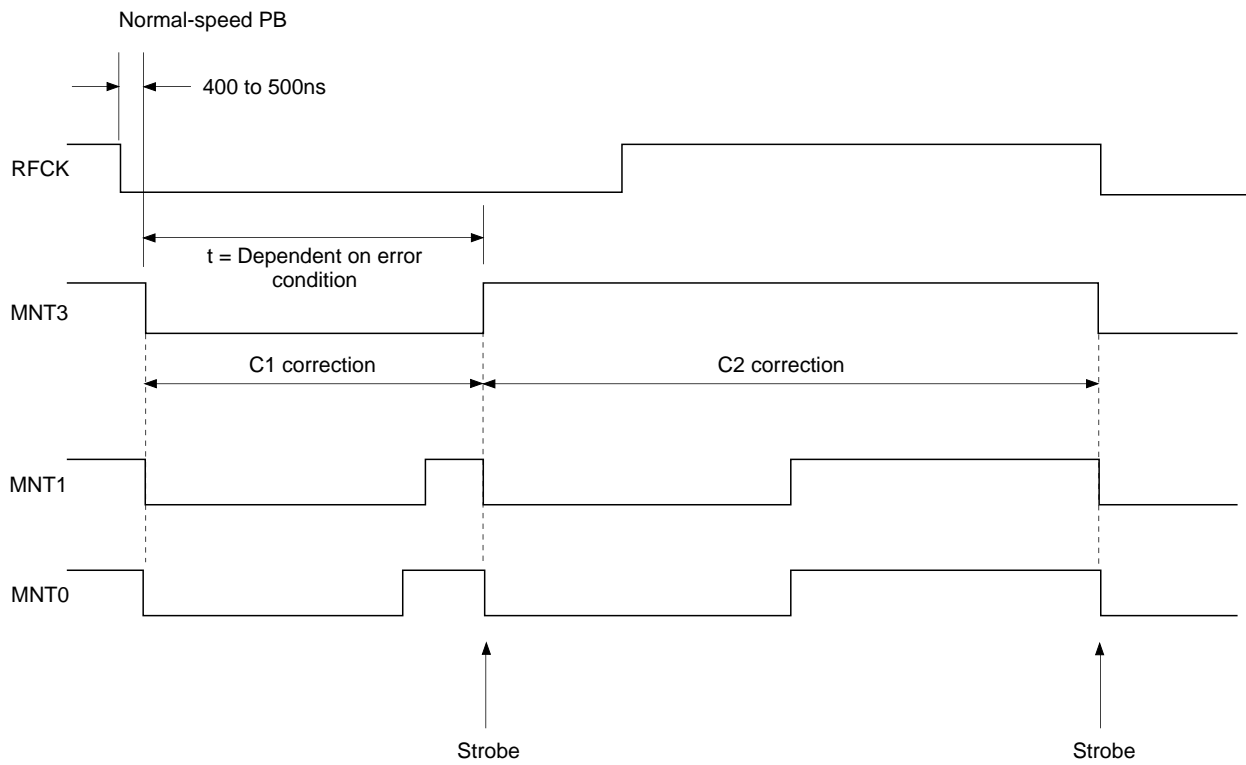 Normal-speed PB
400 to 500ns
RFCK
t = Dependent on error
condition
MNT3
C1 correction
C2 correction
MNT1
MNT0
Strobe
Strobe